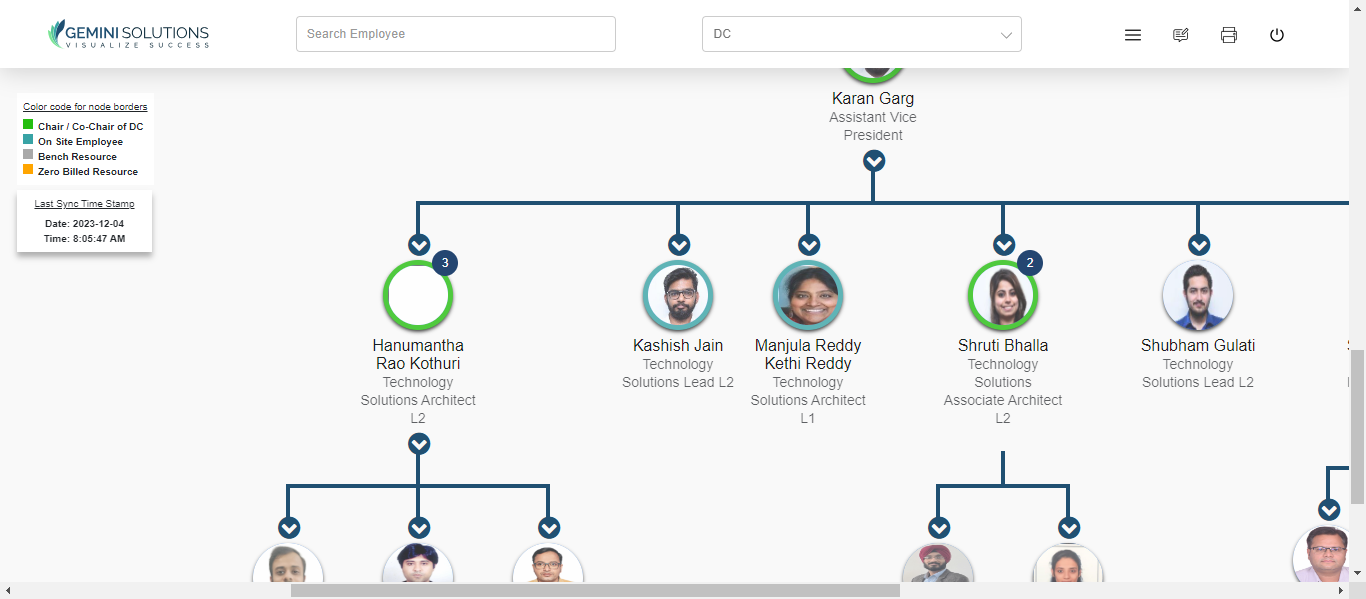 GEMINI SOLUTIONS
VISUALIZE SUCCESS
Search Employee
DC
Color code for node borders
Chair / Co-Chair of DC
On Site Employee
Bench Resource
Zero Billed Resource
Last Sync Time Stamp
Date: 2023-12-04
Time: 8:05:47 AM
Karan Garg
Assistant Vice
President
3
Hanumantha
Rao Kothuri
Technology
Solutions Architect
L2
Kashish Jain
Technology
Solutions Lead L2
Manjula Reddy
Kethi Reddy
Technology
Solutions Architect
L1
2
Shruti Bhalla
Technology
Solutions
Associate Architect
L2
Shubham Gulati
Technology
Solutions Lead L2